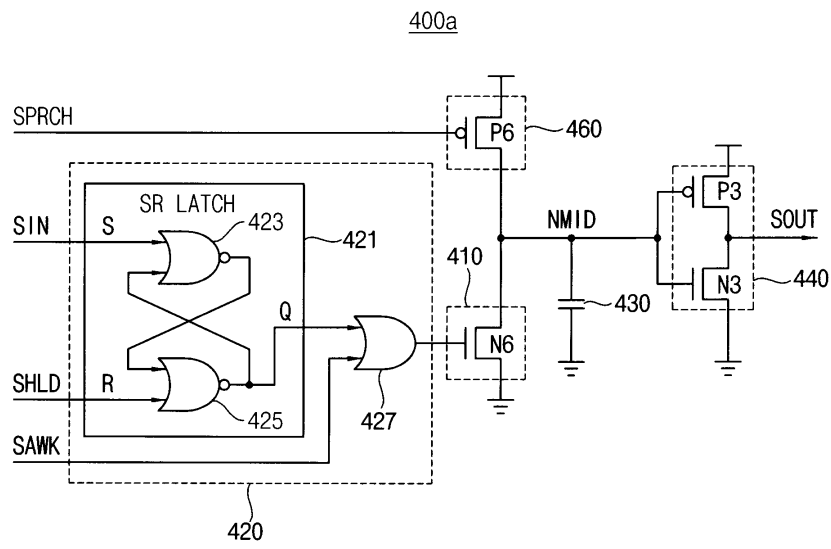 400a
SPRCH
P6
460
SR LATCH
423
421
SIN
S
NMID
P3
SOUT
410
430
N3
440
Q
N6
SHLD
R
425
427
SAWK
420